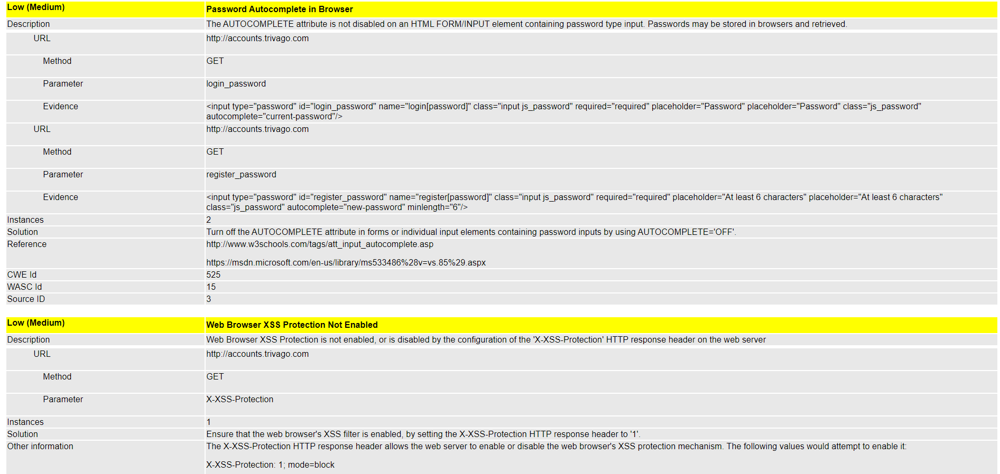 Low (Medium)
Password Autocomplete in Browser
Description
The AUTOCOMPLETE attribute is not disabled on an HTML FORM/INPUT element containing password type input. Passwords may be stored in browsers and retrieved.
URL
http://accounts.trivago.com
Method
GET
Parameter
login_password
Evidence
<input type="password" id="login_password" name="login[password]" class="input js_password" required="required" placeholder="Password" placeholder="Password" class="js_password"
autocomplete="current-password"/>
URL
http://accounts.trivago.com
Method
GET
Parameter
register_password
Evidence
<input type="password" id="register_password" name="register[password]" class="input js_password" required="required" placeholder="At least 6 characters" placeholder="At least 6 characters"
class="js_password" autocomplete="new-password" minlength="6"/>
Instances
2
Solution
Turn off the AUTOCOMPLETE attribute in forms or individual input elements containing password inputs by using AUTOCOMPLETE='OFF'.
Reference
http://www.w3schools.com/tags/att_input_autocomplete.asp
https://msdn.microsoft.com/en-us/library/ms533486%28v=vs.85%29.aspx
CWE Id
525
WASC Id
15
Source ID
3
Low (Medium)
Web Browser XSS Protection Not Enabled
Description
Web Browser XSS Protection is not enabled, or is disabled by the configuration of the 'X-XSS-Protection' HTTP response header on the web server
URL
http://accounts.trivago.com
Method
GET
Parameter
X-XSS-Protection
Instances
1
Solution
Ensure that the web browser's XSS filter is enabled, by setting the X-XSS-Protection HTTP response header to '1'.
Other information
The X-XSS-Protection HTTP response header allows the web server to enable or disable the web browser's XSS protection mechanism. The following values would attempt to enable it:
X-XSS-Protection: 1; mode=block